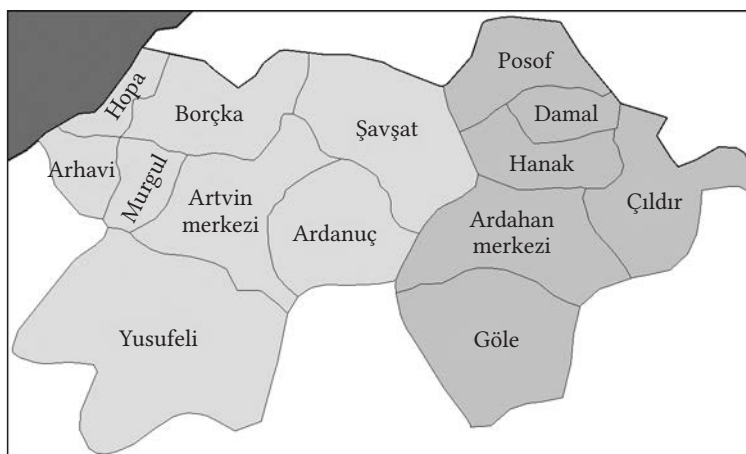 Posof
Hopa
Borçka
Damal
Şavşat
Hanak
Arhavi
Murgul
Artvin
merkezi
Ardanuç
Ardahan
merkezi
Çıldır
Yusufeli
Göle